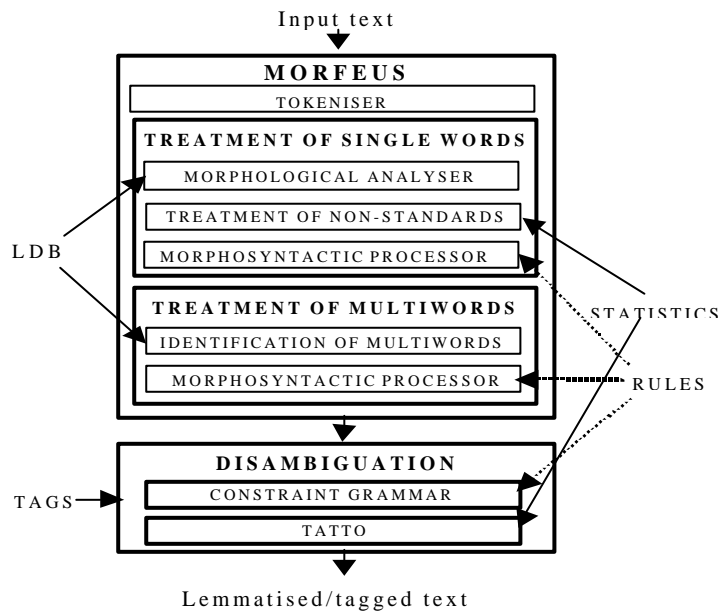 Input text
MORFEUS
TOKENISER
TREATMENT OF SINGLE WORDS
MORPHOLOGICAL ANALYSER
TREATMENT OF NON-STANDARDS
MORPHOSYNTACTIC PROCESSOR
LDB
TREATMENT OF MULTIWORDS
STATISTICS
IDENTIFICATION OF MULTIWORDS
MORPHOSYNTACTIC PROCESSOR
RULES
DISAMBIGUATION
CONSTRAINT GRAMMAR
TAGS
TATTO
Lemmatised/tagged text